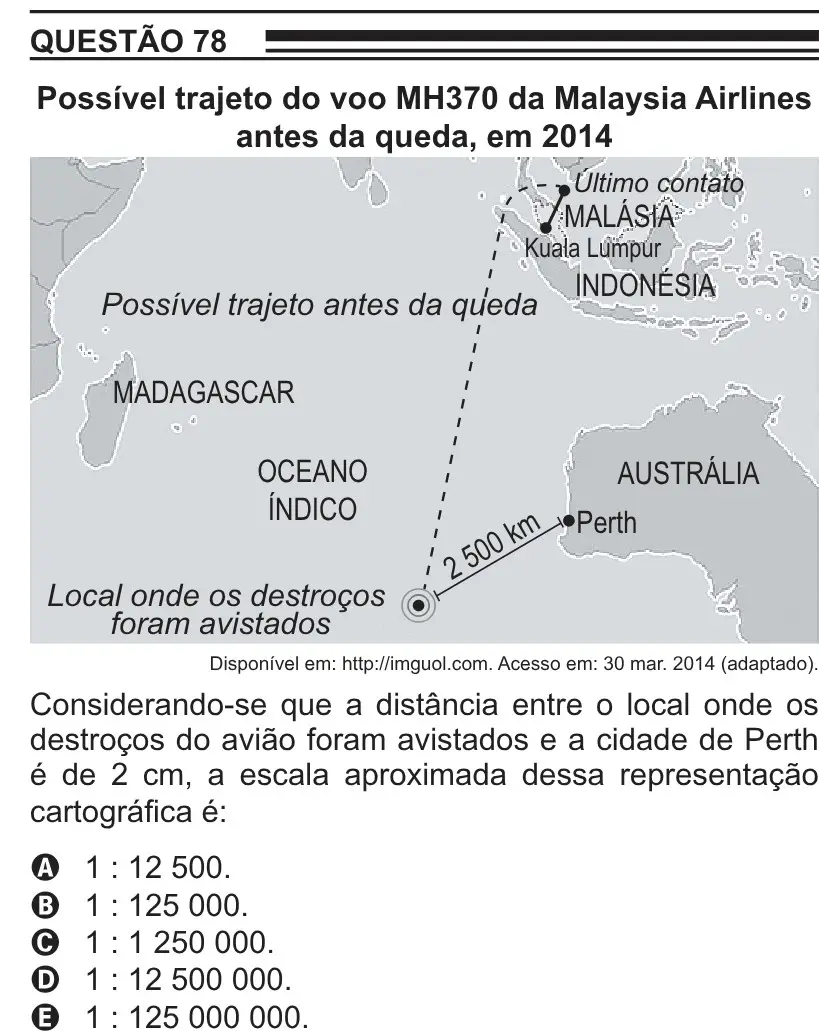 QUESTÃO 78
Possível trajeto do voo MH370 da Malaysia Airlines
antes da queda, em 2014
Último contato
MALÁSIA
Kuala Lumpur
INDONÉSIA
Possível trajeto antes da queda
MADAGASCAR
OCEANO
ÍNDICO
AUSTRÁLIA
Perth
2 500 km
Local onde os destroços
foram avistados
Disponível em: http://imguol.com. Acesso em: 30 mar. 2014 (adaptado).
Considerando-se que a distância entre o local onde os
destroços do avião foram avistados e a cidade de Perth
é de 2 cm, a escala aproximada dessa representação
cartográfica é:
A 1 : 12 500.
B 1 : 125 000.
C 1 : 1 250 000.
D 1 : 12 500 000.
E 1 : 125 000 000.